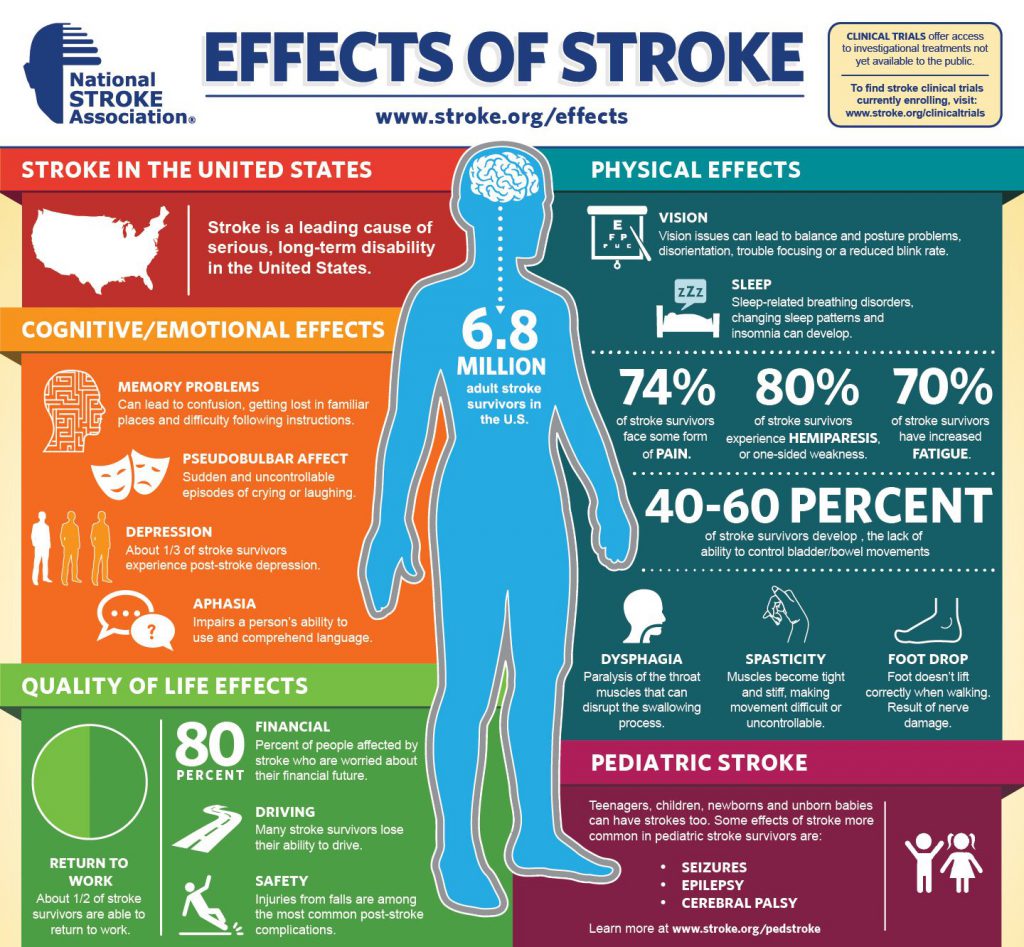 National
STROKE
Association®
EFFECTS OF STROKE
www.stroke.org/effects
CLINICAL TRIALS offer access
to investigational treatments not
yet available to the public.
To find stroke clinical trials
currently enrolling, visit:
www.stroke.org/clinicaltrials
STROKE IN THE UNITED STATES
Stroke is a leading cause of
serious, long-term disability
in the United States.
COGNITIVE/EMOTIONAL EFFECTS
MEMORY PROBLEMS
Can lead to confusion, getting lost in familiar
places and difficulty following instructions.
PSEUDOBULBAR AFFECT
Sudden and uncontrollable
episodes of crying or laughing.
DEPRESSION
About 1/3 of stroke survivors
experience post-stroke depression.
?
APHASIA
Impairs a person's ability to
use and comprehend language.
QUALITY OF LIFE EFFECTS
RETURN TO
WORK
About 1/2 of stroke
survivors are able to
return to work.
80
PERCENT
FINANCIAL
Percent of people affected by
stroke who are worried about
their financial future.
DRIVING
Many stroke survivors lose
their ability to drive.
SAFETY
Injuries from falls are among
the most common post-stroke
complications.
6.8
MILLION
adult stroke
survivors in
the U.S.
PHYSICAL EFFECTS
E
F P
P U E
VISION
Vision issues can lead to balance and posture problems,
disorientation, trouble focusing or a reduced blink rate.
zZz
SLEEP
Sleep-related breathing disorders,
changing sleep patterns and
insomnia can develop.
74%
of stroke survivors
face some form
of PAIN.
80%
of stroke survivors
experience HEMIPARESIS,
or one-sided weakness.
70%
of stroke survivors
have increased
FATIGUE.
40-60 PERCENT
of stroke survivors develop , the lack of
ability to control bladder/bowel movements
DYSPHAGIA
Paralysis of the throat
muscles that can
disrupt the swallowing
process.
SPASTICITY
Muscles become tight
and stiff, making
movement difficult or
uncontrollable.
FOOT DROP
Foot doesn't lift
correctly when walking.
Result of nerve
damage.
PEDIATRIC STROKE
Teenagers, children, newborns and unborn babies
can have strokes too. Some effects of stroke more
common in pediatric stroke survivors are:
• SEIZURES
• EPILEPSY
• CEREBRAL PALSY
Learn more at www.stroke.org/pedstroke